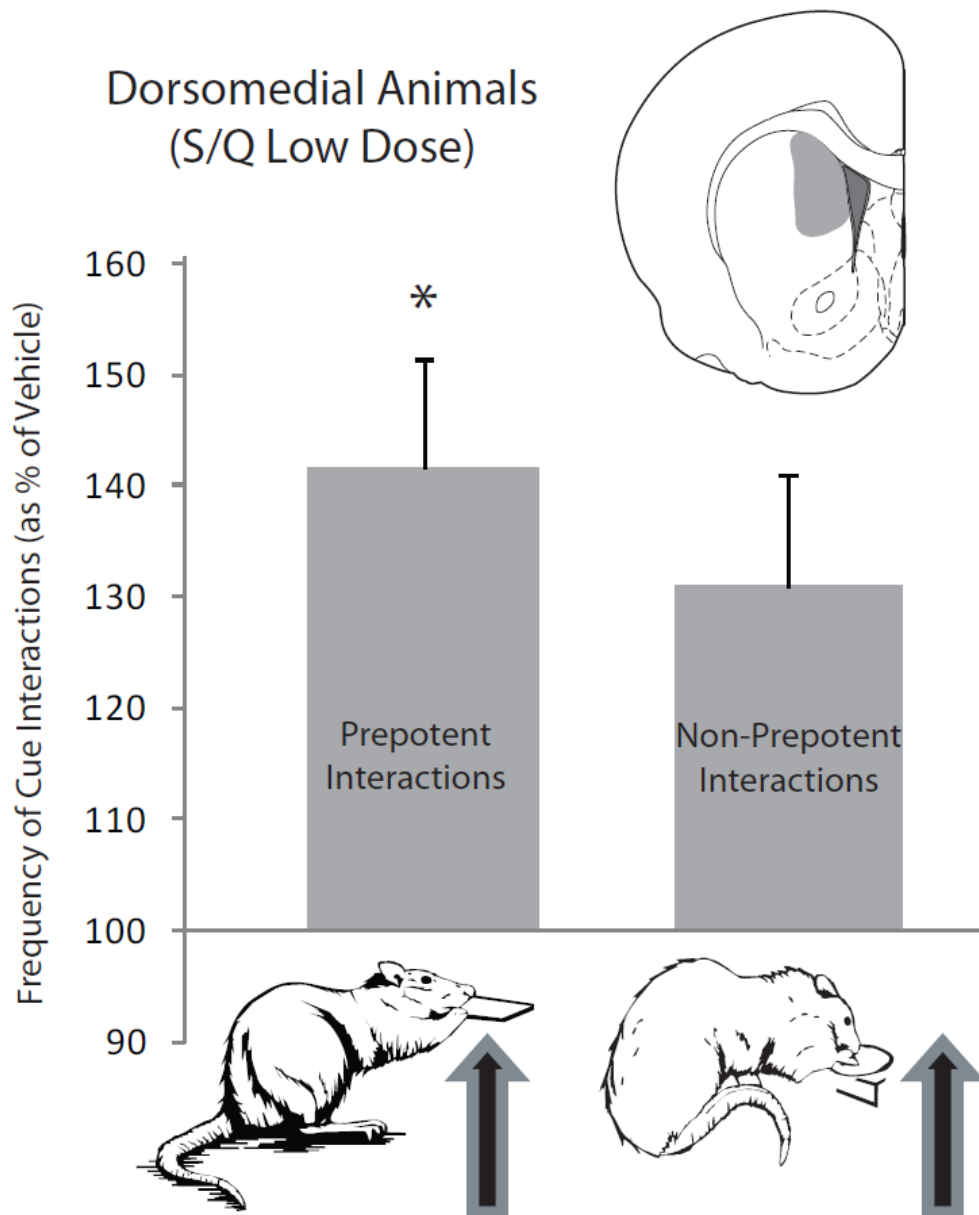 Dorsomedial Animals
(S/Q Low Dose)
Frequency of Cue Interactions (as % of Vehicle)
160
*
150
140
130
120
110
100
90
Prepotent
Interactions
Non-Prepotent
Interactions